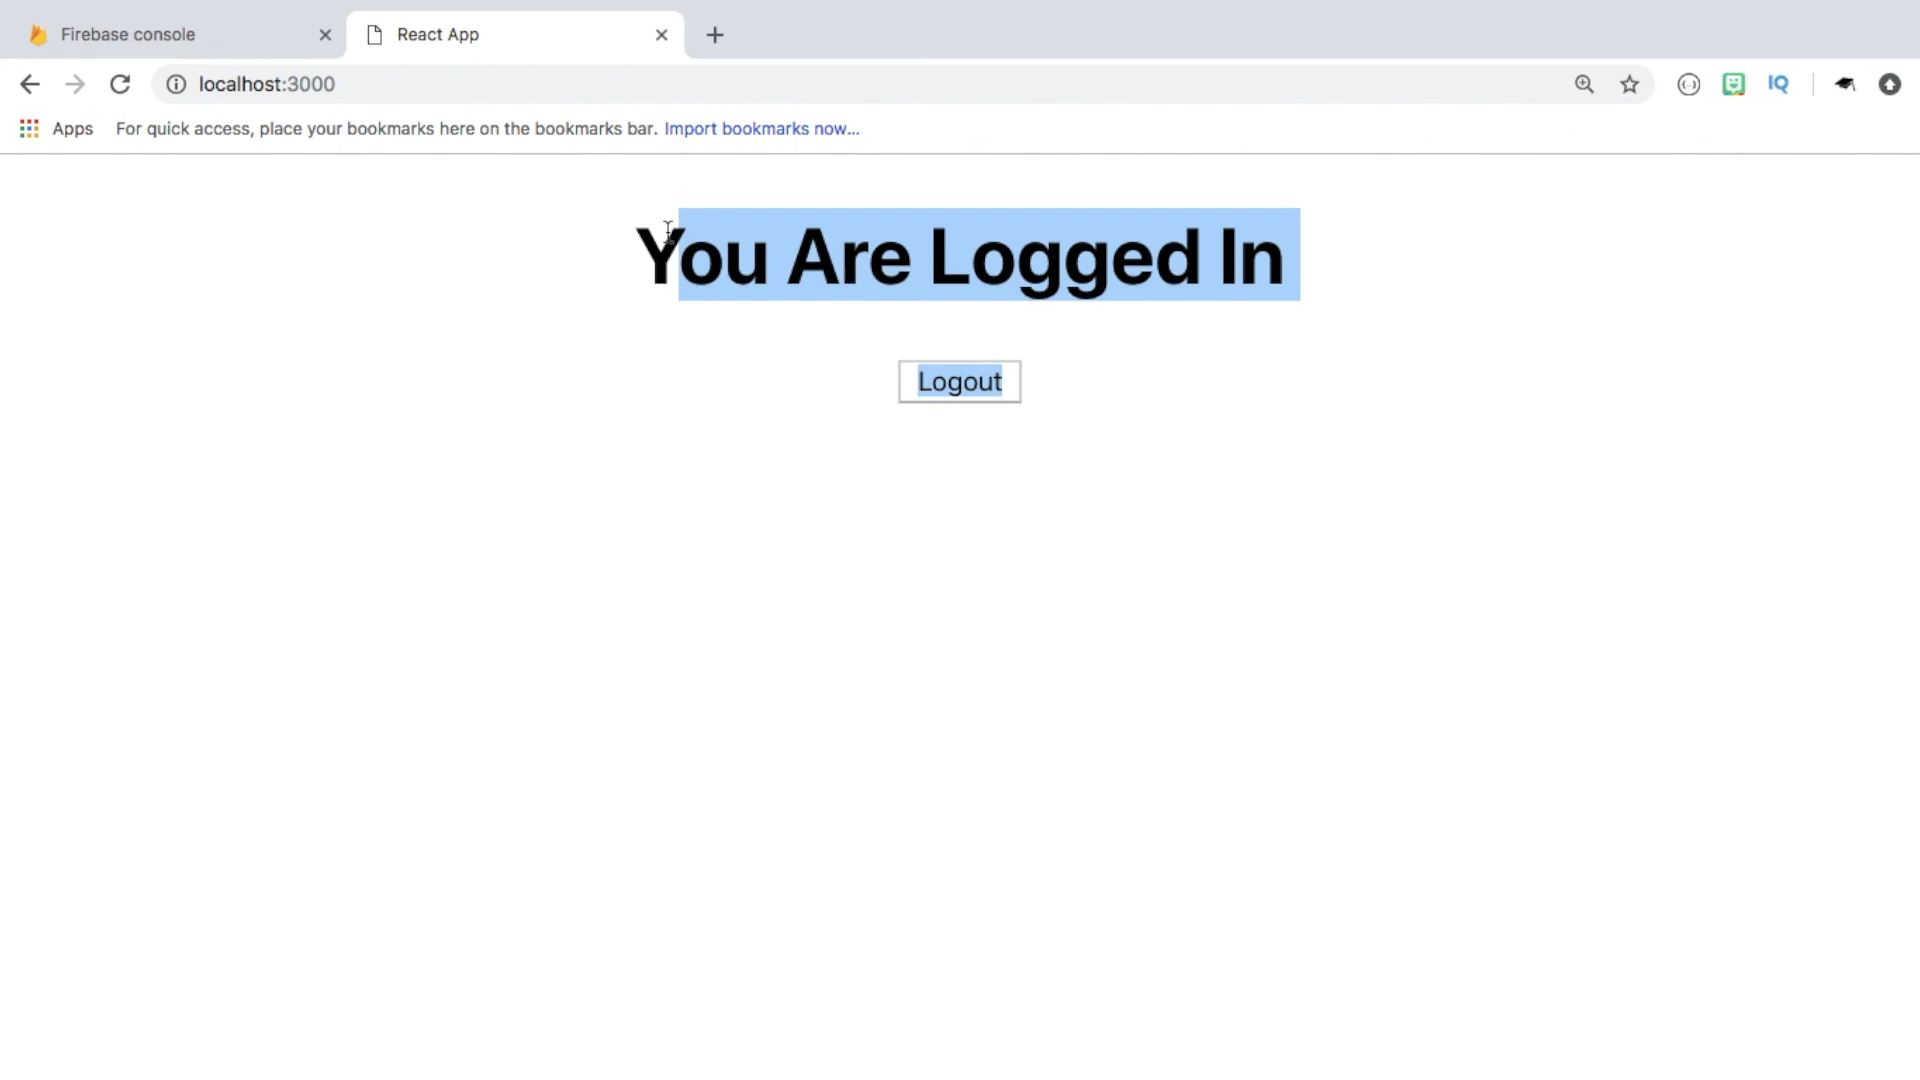 Firebase console
React App
localhost:3000
IQ
Apps For quick access, place your bookmarks here on the bookmarks bar. Import bookmarks now...
You Are Logged In
Logout